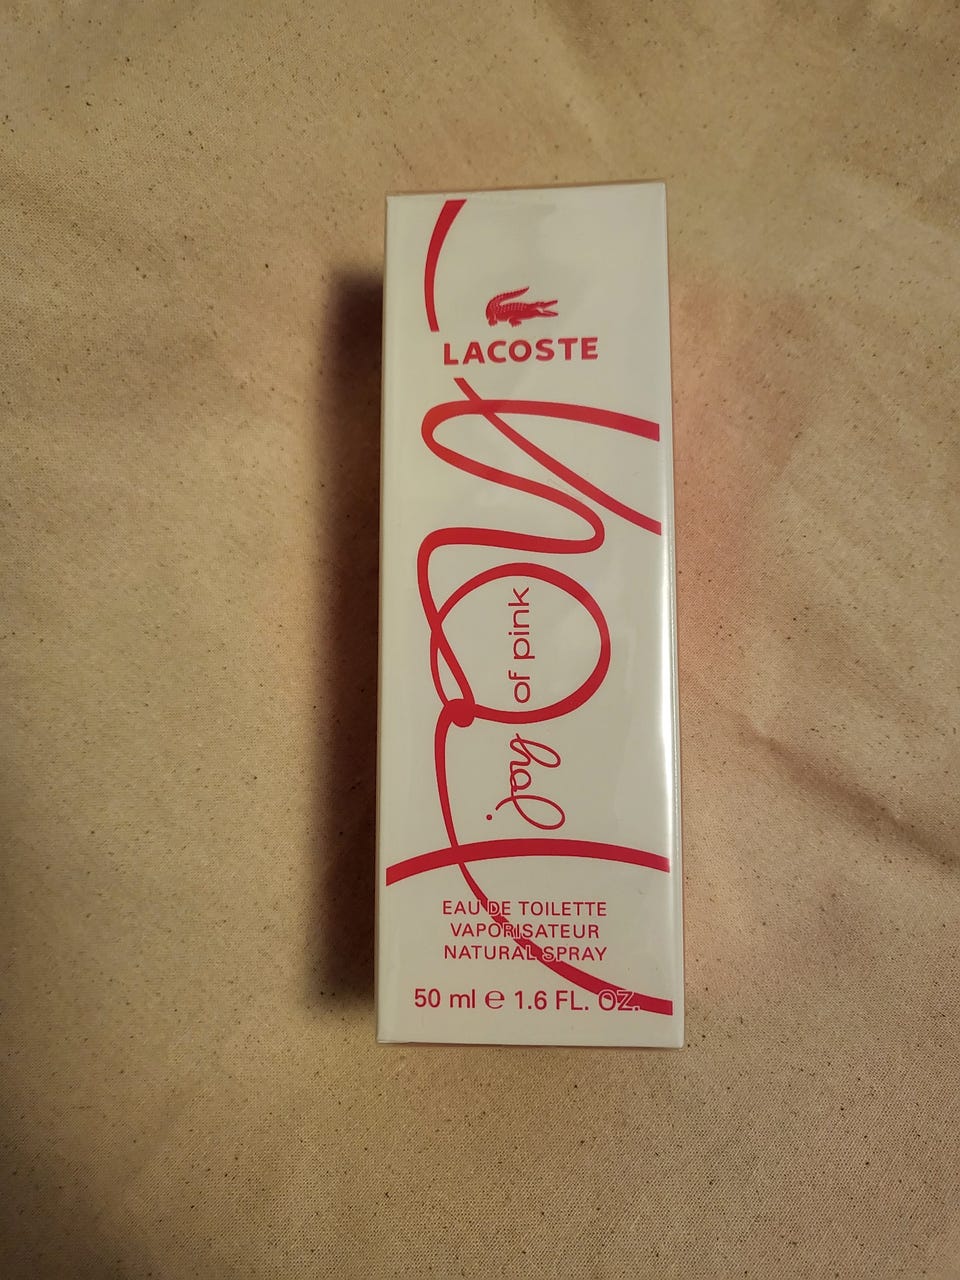 LACOSTE
Joy
of pink
EAU DE TOILETTE
VAPORISATEUR
NATURAL SPRAY
50 ml ℮ 1.6 FL. OZ.